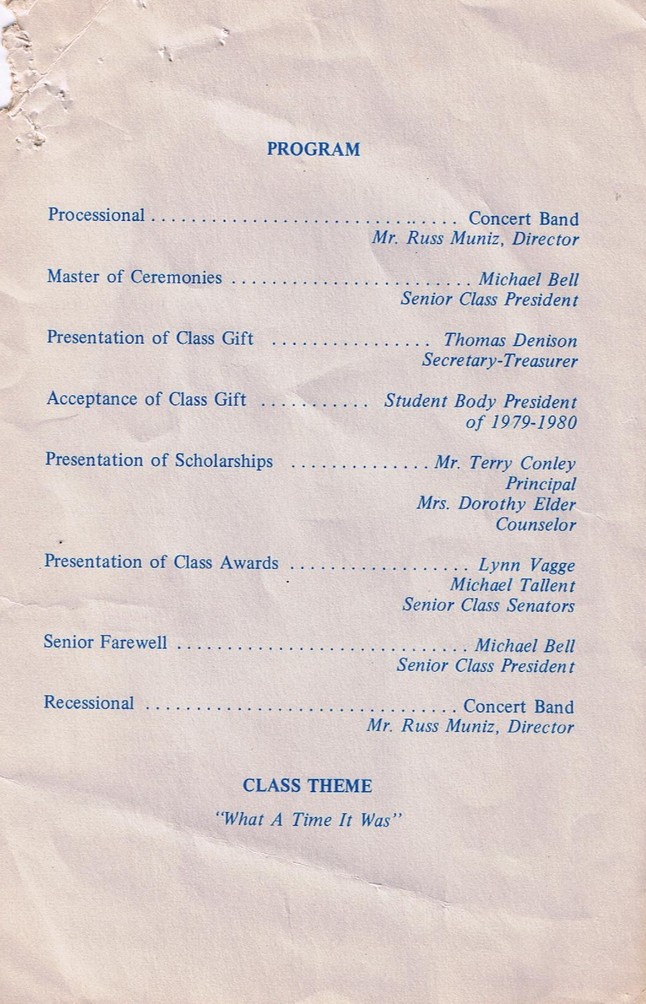 PROGRAM
Processional .............................. Concert Band
Mr. Russ Muniz, Director
Master of Ceremonies ........................ Michael Bell
Senior Class President
Presentation of Class Gift ................ Thomas Denison
Secretary-Treasurer
Acceptance of Class Gift ........... Student Body President
of 1979-1980
Presentation of Scholarships .............. Mr. Terry Conley
Principal
Mrs. Dorothy Elder
Counselor
Presentation of Class Awards .................. Lynn Vagge
Michael Tallent
Senior Class Senators
Senior Farewell ............................. Michael Bell
Senior Class President
Recessional ............................... Concert Band
Mr. Russ Muniz, Director
CLASS THEME
“What A Time It Was”